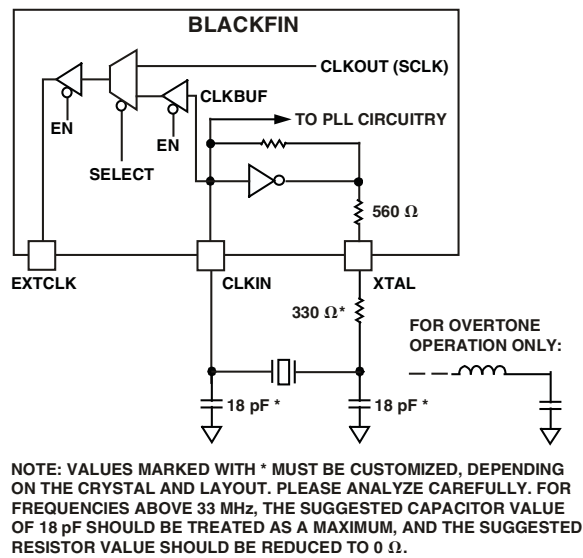 BLACKFIN
CLKOUT (SCLK)
CLKBUF
TO PLL CIRCUITRY
EN
EN
SELECT
560 Ω
EXTCLK
CLKIN
XTAL
330 Ω*
FOR OVERTONE
OPERATION ONLY:
18 pF *
18 pF *
NOTE: VALUES MARKED WITH * MUST BE CUSTOMIZED, DEPENDING
ON THE CRYSTAL AND LAYOUT. PLEASE ANALYZE CAREFULLY. FOR
FREQUENCIES ABOVE 33 MHz, THE SUGGESTED CAPACITOR VALUE
OF 18 pF SHOULD BE TREATED AS A MAXIMUM, AND THE SUGGESTED
RESISTOR VALUE SHOULD BE REDUCED TO 0 Ω.